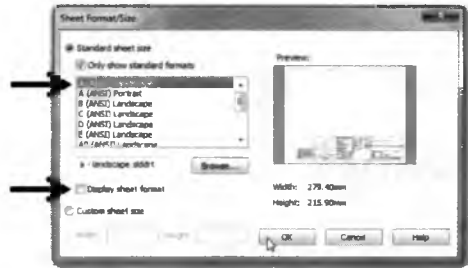 Sheet Format/Size
Standard sheet size
Only show standard formats
A (ANSI) Portrait
B (ANSI) Landscape
C (ANSI) Landscape
D (ANSI) Landscape
E (ANSI) Landscape
Browse...
Display sheet format
Custom sheet size
Preview:
Width: 279.40mm
Height: 215.90mm
OK
Cancel
Help